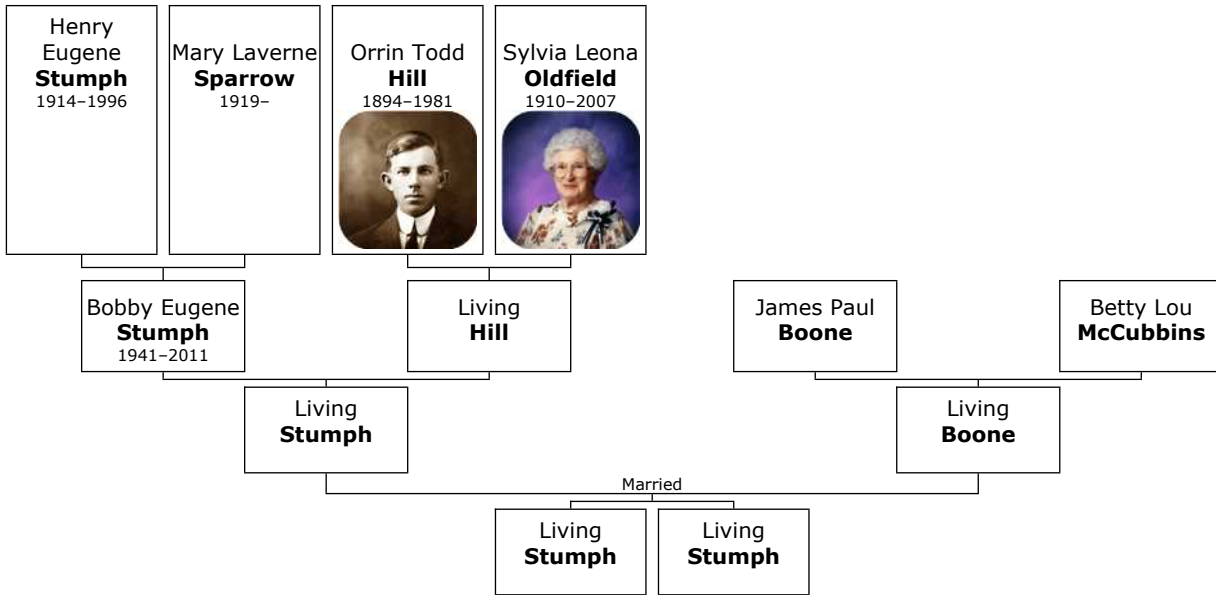 Henry
Eugene
Stumph
1914–1996
Mary Laverne
Sparrow
1919–
Orrin Todd
Hill
1894–1981
Sylvia Leona
Oldfield
1910–2007
Bobby Eugene
Stumph
1941–2011
Living
Hill
James Paul
Boone
Betty Lou
McCubbins
Living
Stumph
Living
Boone
Married
Living
Stumph
Living
Stumph